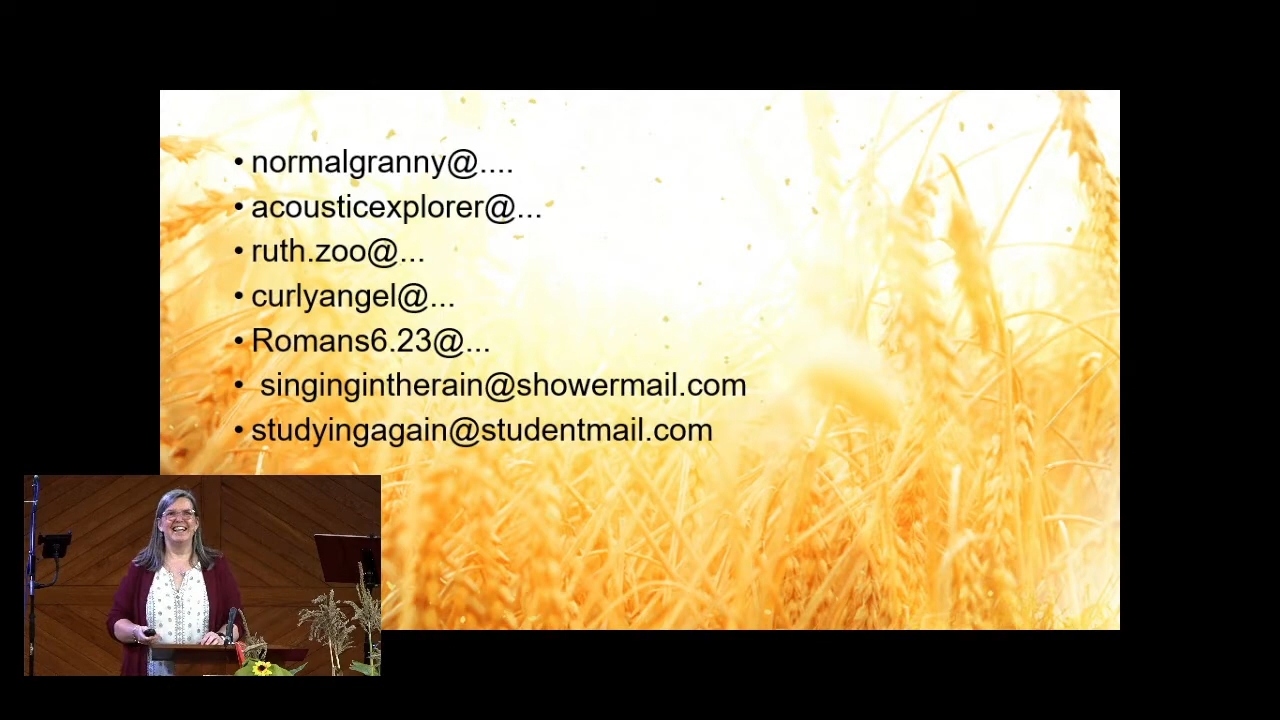 • normalgranny@....
• acousticexplorer@...
• ruth.zoo@...
• curlyangel@...
• Romans6.23@...
• singingintherain@showermail.com
• studyingagain@studentmail.com